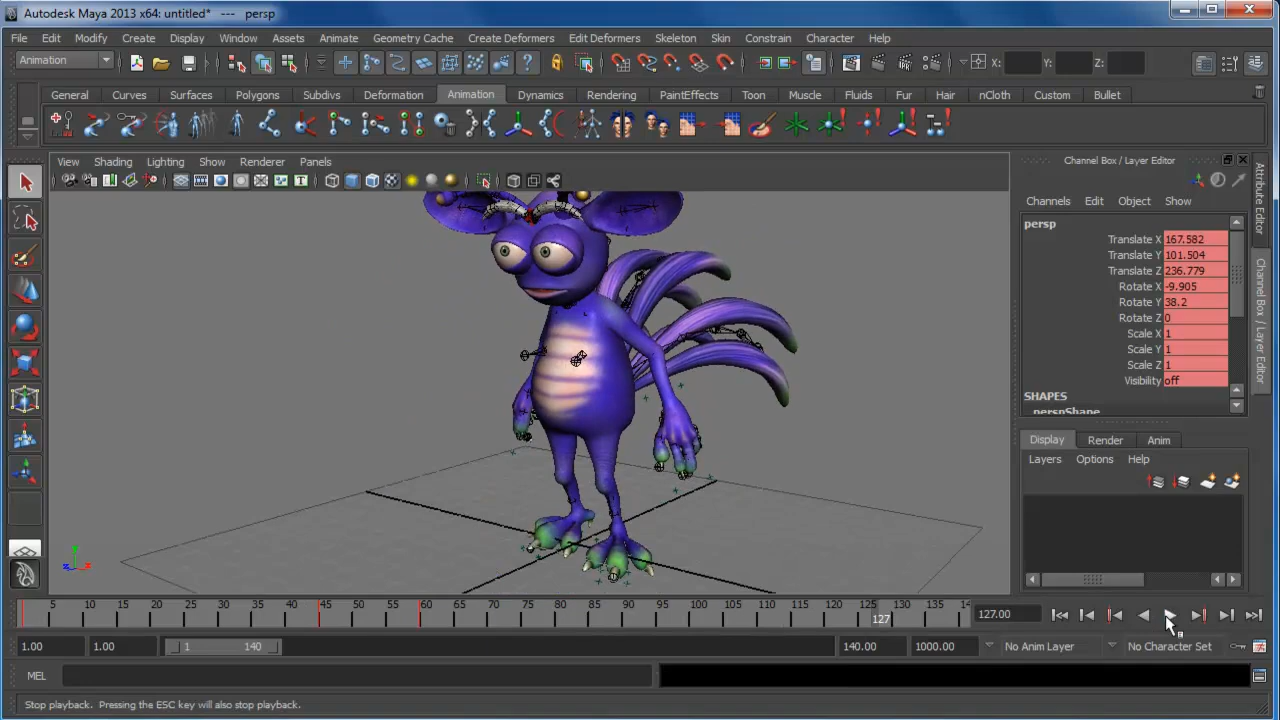 Autodesk Maya 2013 x64: untitled* --- persp
File Edit Modify Create Display Window Assets Animate Geometry Cache Create Deformers Edit Deformers Skeleton Skin Constrain Character Help
Animation X: Y: Z:
General Curves Surfaces Polygons Subdivs Deformation Animation Dynamics Rendering PaintEffects Toon Muscle Fluids Fur Hair nCloth Custom Bullet
View Shading Lighting Show Renderer Panels
Channel Box / Layer Editor
Channels Edit Object Show
persp
Translate X 167.582
Translate Y 101.504
Translate Z 236.779
Rotate X -9.905
Rotate Y 38.2
Rotate Z 0
Scale X 1
Scale Y 1
Scale Z 1
Visibility off
SHAPES
perspShape
Attribute Editor
Channel Box / Layer Editor
Display Render Anim
Layers Options Help
5 10 15 20 25 30 35 40 45 50 55 60 65 70 75 80 85 90 95 100 105 110 115 120 125 130 135 14
127
127.00
1.00 1.00 1 140 140.00 1000.00 No Anim Layer No Character Set
MEL
Stop playback. Pressing the ESC key will also stop playback.